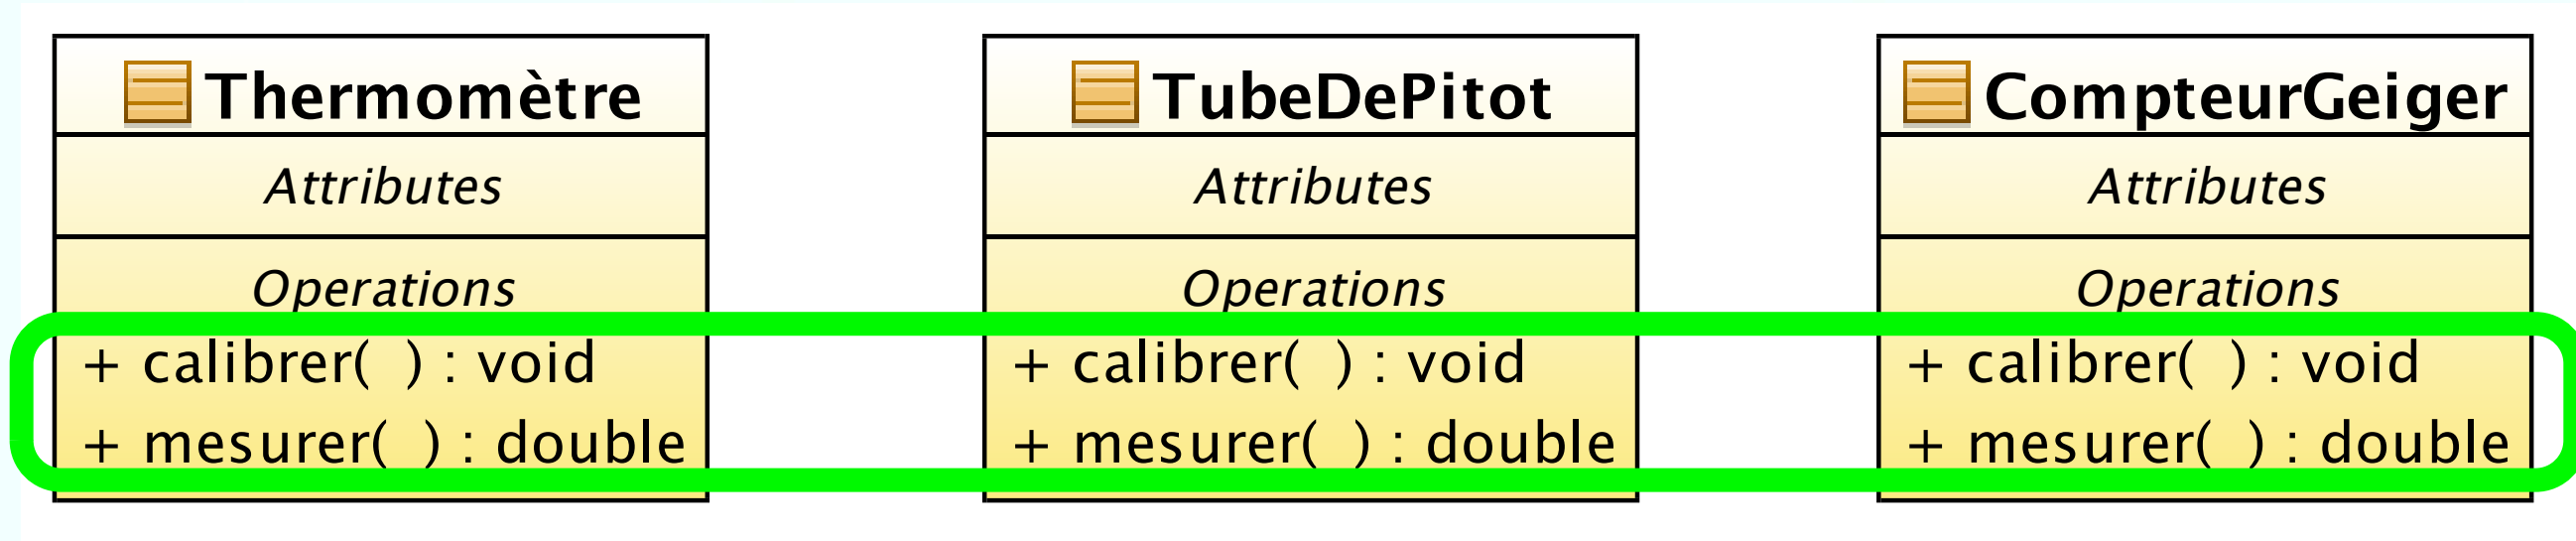 Thermomètre
Attributes
Operations
+ calibrer( ) : void
+ mesurer( ) : double
TubeDePitot
Attributes
Operations
+ calibrer( ) : void
+ mesurer( ) : double
CompteurGeiger
Attributes
Operations
+ calibrer( ) : void
+ mesurer( ) : double